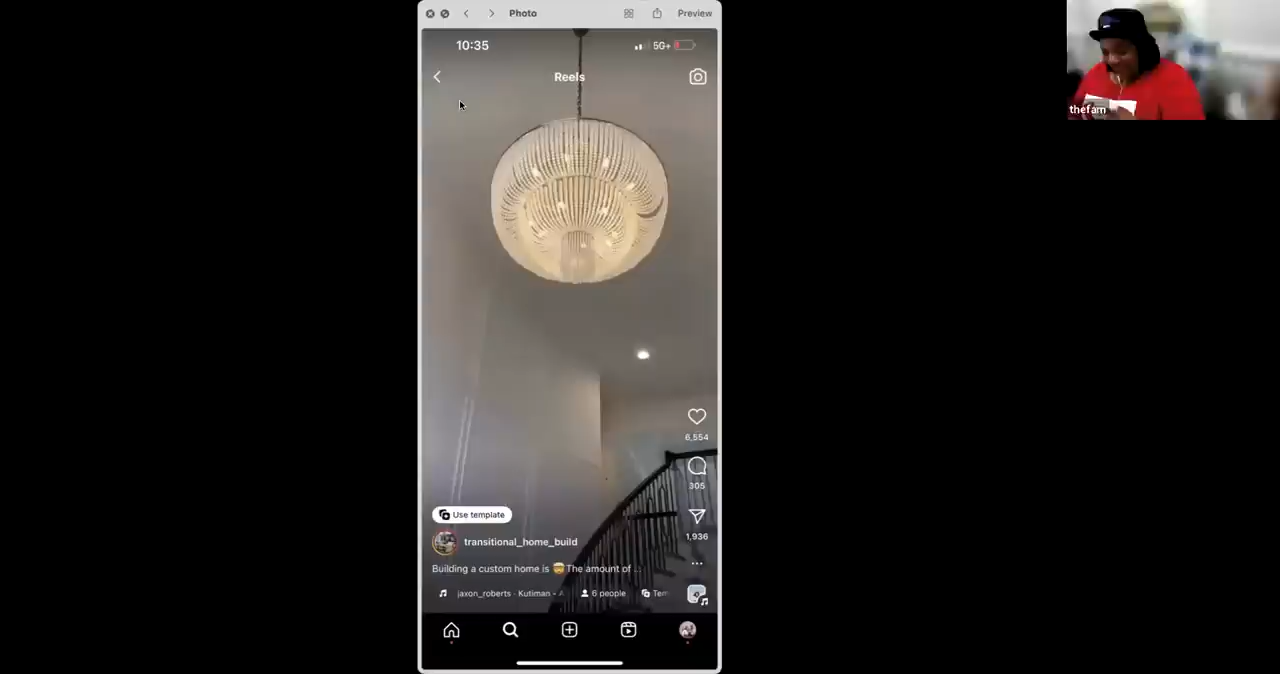 Photo
Preview
10:35
5G+
Reels
thefam
6,554
305
Use template
1,936
transitional_home_build
Building a custom home is 🤯The amount of ...
jaxon_roberts · Kutiman - A
6 people
Tem